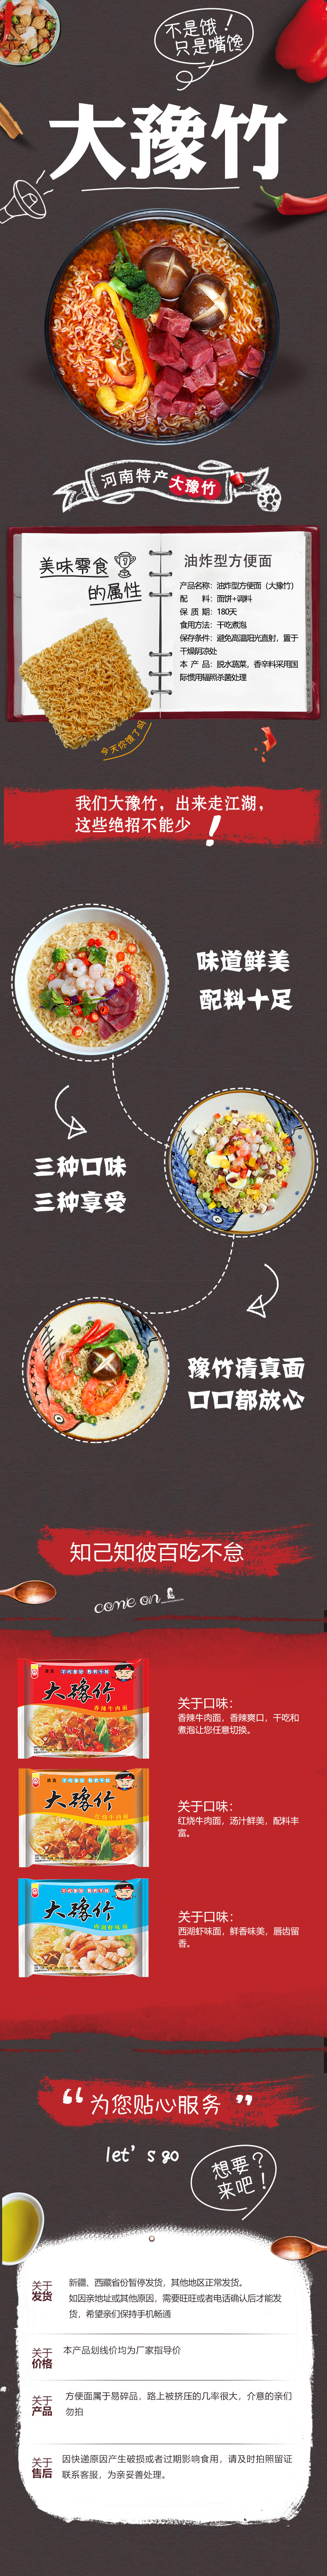 不是饿！
只是嘴馋
大豫竹
河南特产
大豫竹
美味零食
的属性
今天你饿了吗
油炸型方便面
产品名称：油炸型方便面（大豫竹）
配 料：面饼+调料
保 质 期：180天
食用方法：干吃煮泡
保存条件：避免高温阳光直射，置于
干燥阴凉处
本 产 品：脱水蔬菜，香辛料采用国
际惯用辐照杀菌处理
我们大豫竹，出来走江湖，
这些绝招不能少！
味道鲜美
配料十足
三种口味
三种享受
豫竹清真面
口口都放心
知己知彼百吃不怠
come on
大豫竹
香辣牛肉面
关于口味：
香辣牛肉面，香辣爽口，干吃和
煮泡让您任意切换。
大豫竹
红烧牛肉面
关于口味：
红烧牛肉面，汤汁鲜美，配料丰
富。
大豫竹
西湖虾味面
关于口味：
西湖虾味面，鲜香味美，唇齿留
香。
“为您贴心服务”
let’s go
想要？
来吧！
关于
发货
新疆、西藏省份暂停发货，其他地区正常发货。
如因亲地址或其他原因，需要旺旺或者电话确认后才能发
货，希望亲们保持手机畅通
关于
价格
本产品划线价均为厂家指导价
关于
产品
方便面属于易碎品，路上被挤压的几率很大，介意的亲们
勿拍
关于
售后
因快递原因产生破损或者过期影响食用，请及时拍照留证
联系客服，为亲妥善处理。